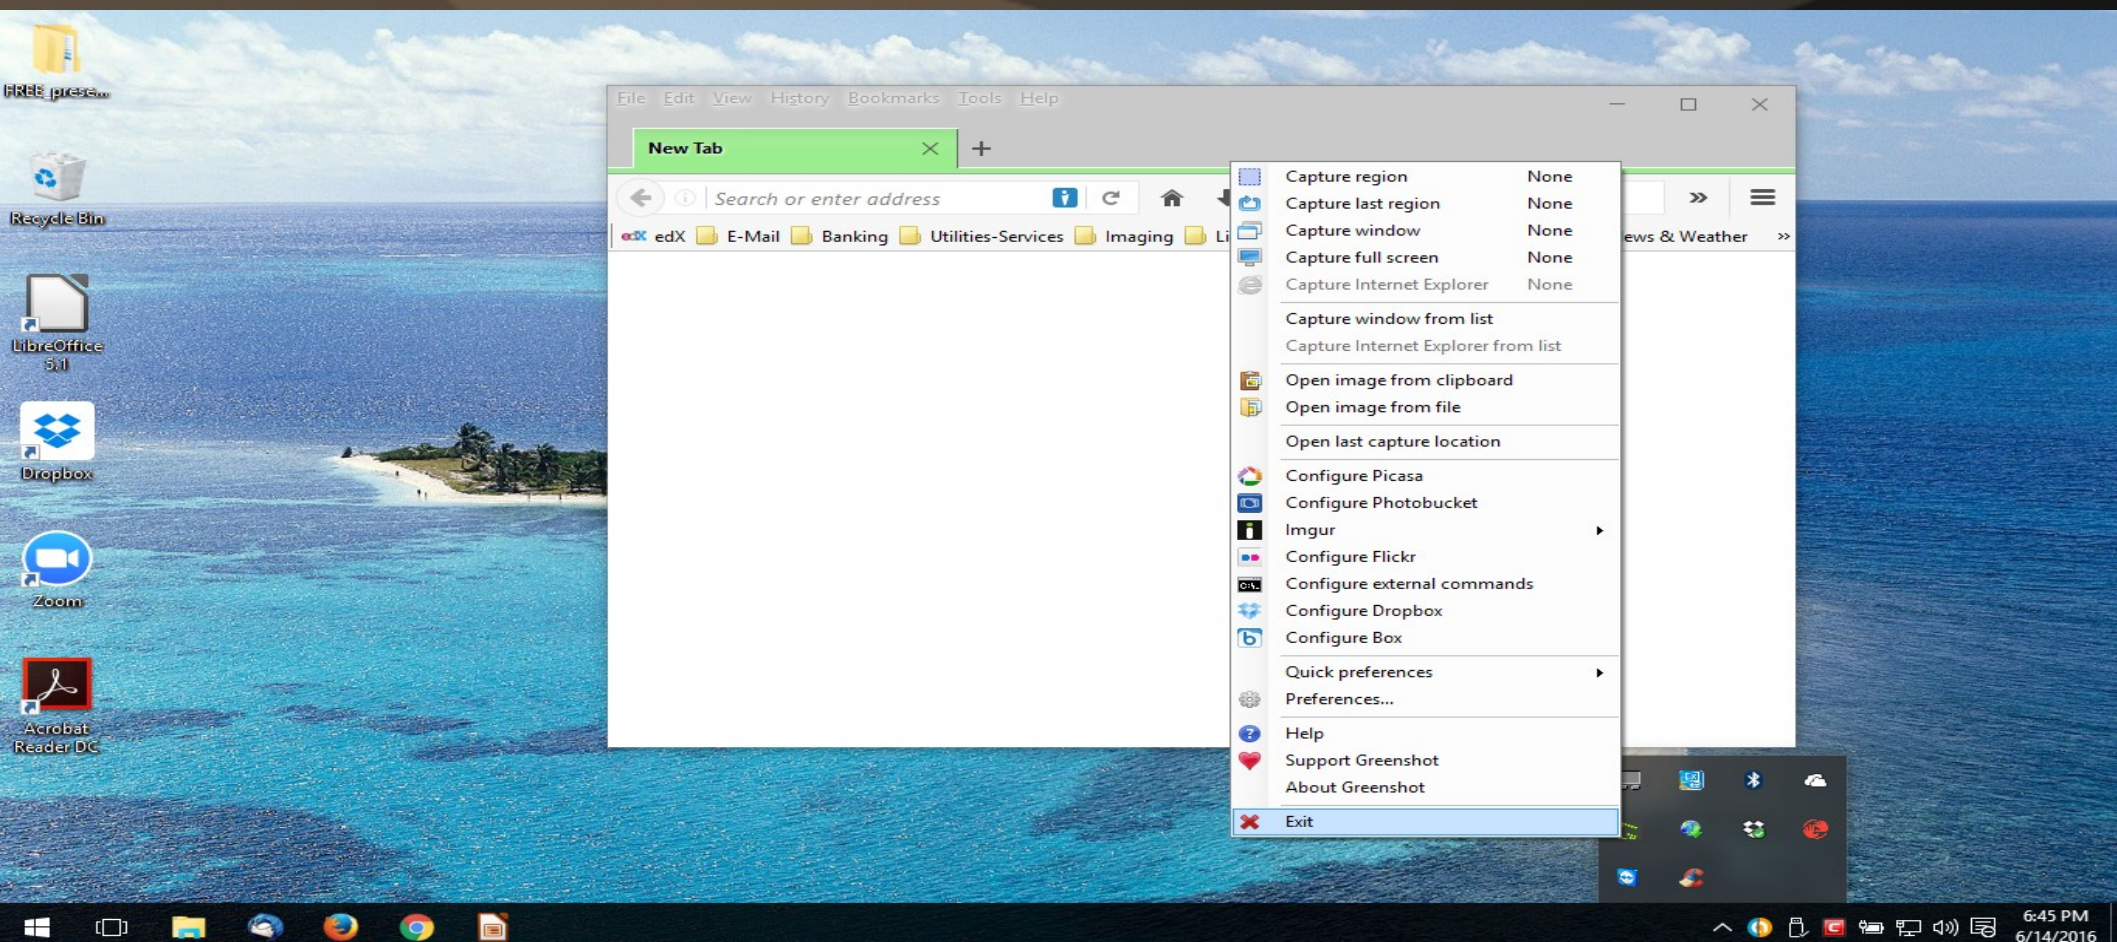 FREE_prese...
Recycle Bin
LibreOffice
5.1
Dropbox
Zoom
Acrobat
Reader DC
File Edit View History Bookmarks Tools Help
New Tab
Search or enter address
edX edX E-Mail Banking Utilities-Services Imaging Li ews & Weather »
Capture region None
Capture last region None
Capture window None
Capture full screen None
Capture Internet Explorer None
Capture window from list
Capture Internet Explorer from list
Open image from clipboard
Open image from file
Open last capture location
Configure Picasa
Configure Photobucket
Imgur
Configure Flickr
Configure external commands
Configure Dropbox
Configure Box
Quick preferences
Preferences...
Help
Support Greenshot
About Greenshot
Exit
6:45 PM
6/14/2016